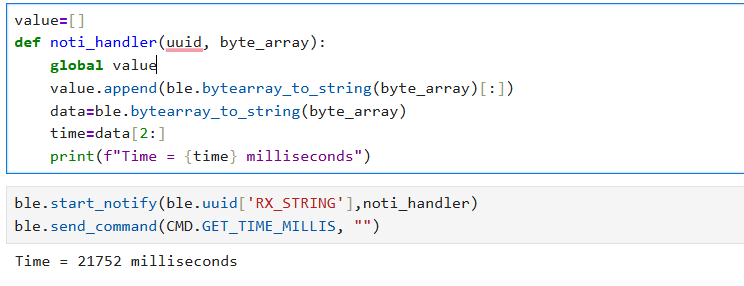 value=[]
def noti_handler(uuid, byte_array):
    global value
    value.append(ble.bytearray_to_string(byte_array)[:])
    data=ble.bytearray_to_string(byte_array)
    time=data[2:]
    print(f"Time = {time} milliseconds")
ble.start_notify(ble.uuid['RX_STRING'],noti_handler)
ble.send_command(CMD.GET_TIME_MILLIS, "")
Time = 21752 milliseconds